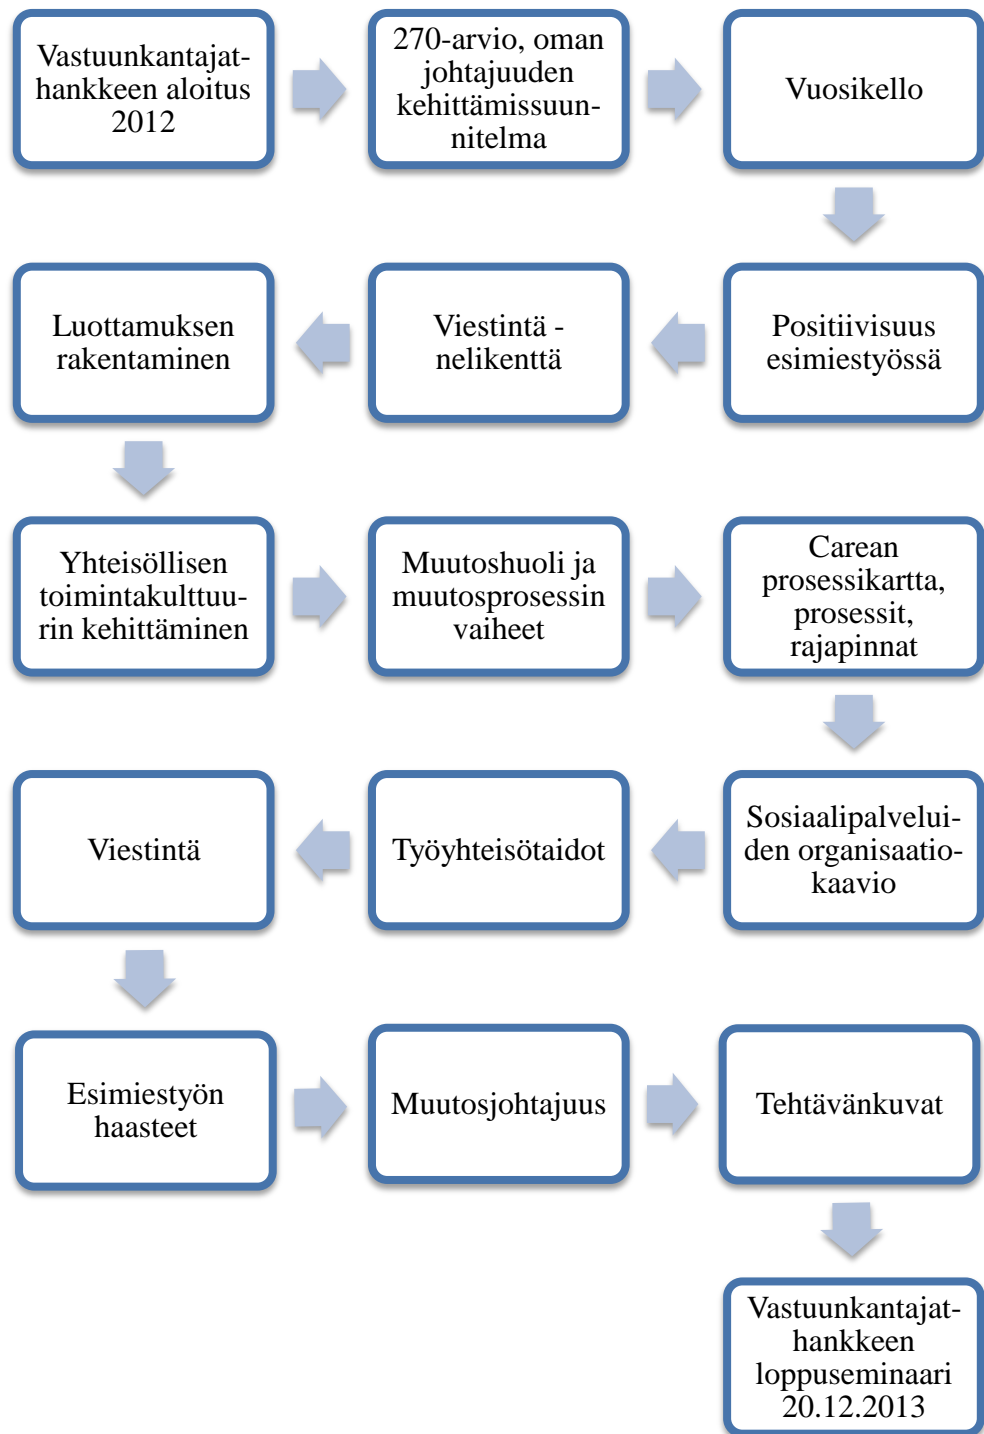 Vastuunkantajat-
hankkeen aloitus
2012
270-arvio, oman
johtajuuden
kehittämissuun-
nitelma
Vuosikello
Positiivisuus
esimiestyössä
Viestintä -
nelikenttä
Luottamuksen
rakentaminen
Yhteisöllisen
toimintakulttuu-
rin kehittäminen
Muutoshuoli ja
muutosprosessin
vaiheet
Carean
prosessikartta,
prosessit,
rajapinnat
Sosiaalipalvelui-
den organisaatio-
kaavio
Työyhteisötaidot
Viestintä
Esimiestyön
haasteet
Muutosjohtajuus
Tehtävänkuvat
Vastuunkantajat-
hankkeen
loppuseminaari
20.12.2013